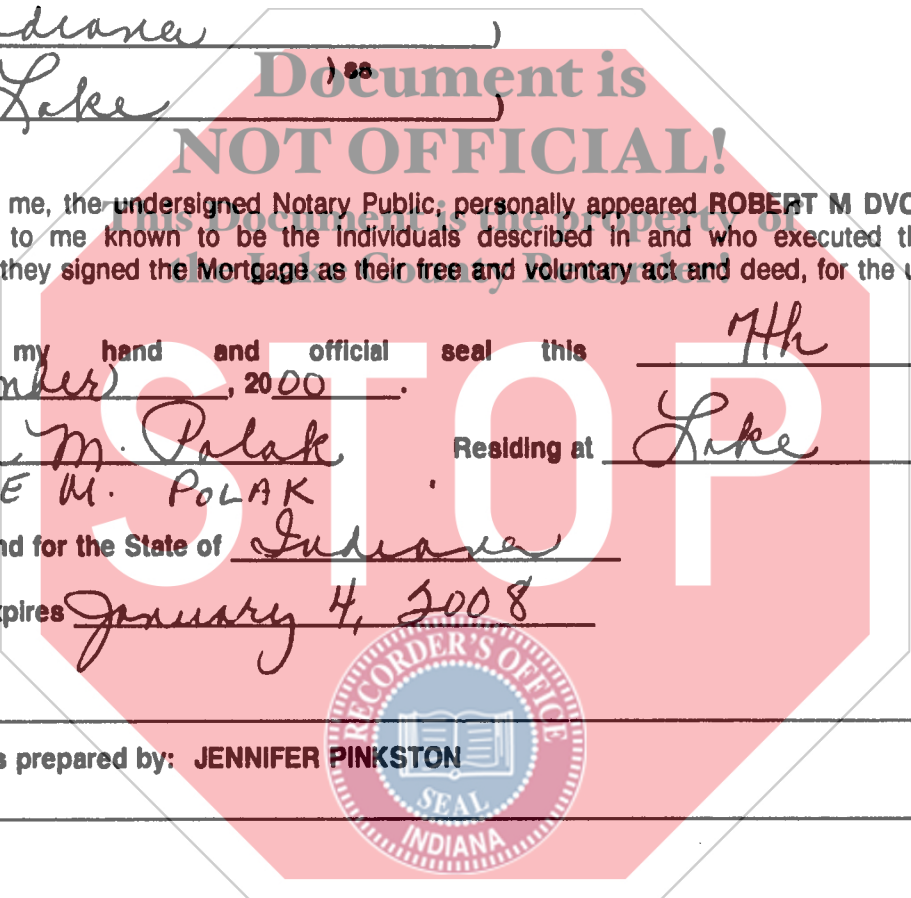 Indiana )
) ss
Lake )
Document is
NOT OFFICIAL!
This Document is the property of
the Lake County Recorder!
me, the undersigned Notary Public, personally appeared ROBERT M DVO
to me known to be the individuals described in and who executed th
they signed the Mortgage as their free and voluntary act and deed, for the u
my hand and official seal this 7th
, 2000 .
M. Polak Residing at Lake
E M. POLAK
nd for the State of Indiana
xpires January 4, 2008
STOP
s prepared by: JENNIFER PINKSTON
RECORDER'S OFFICE
SEAL
INDIANA